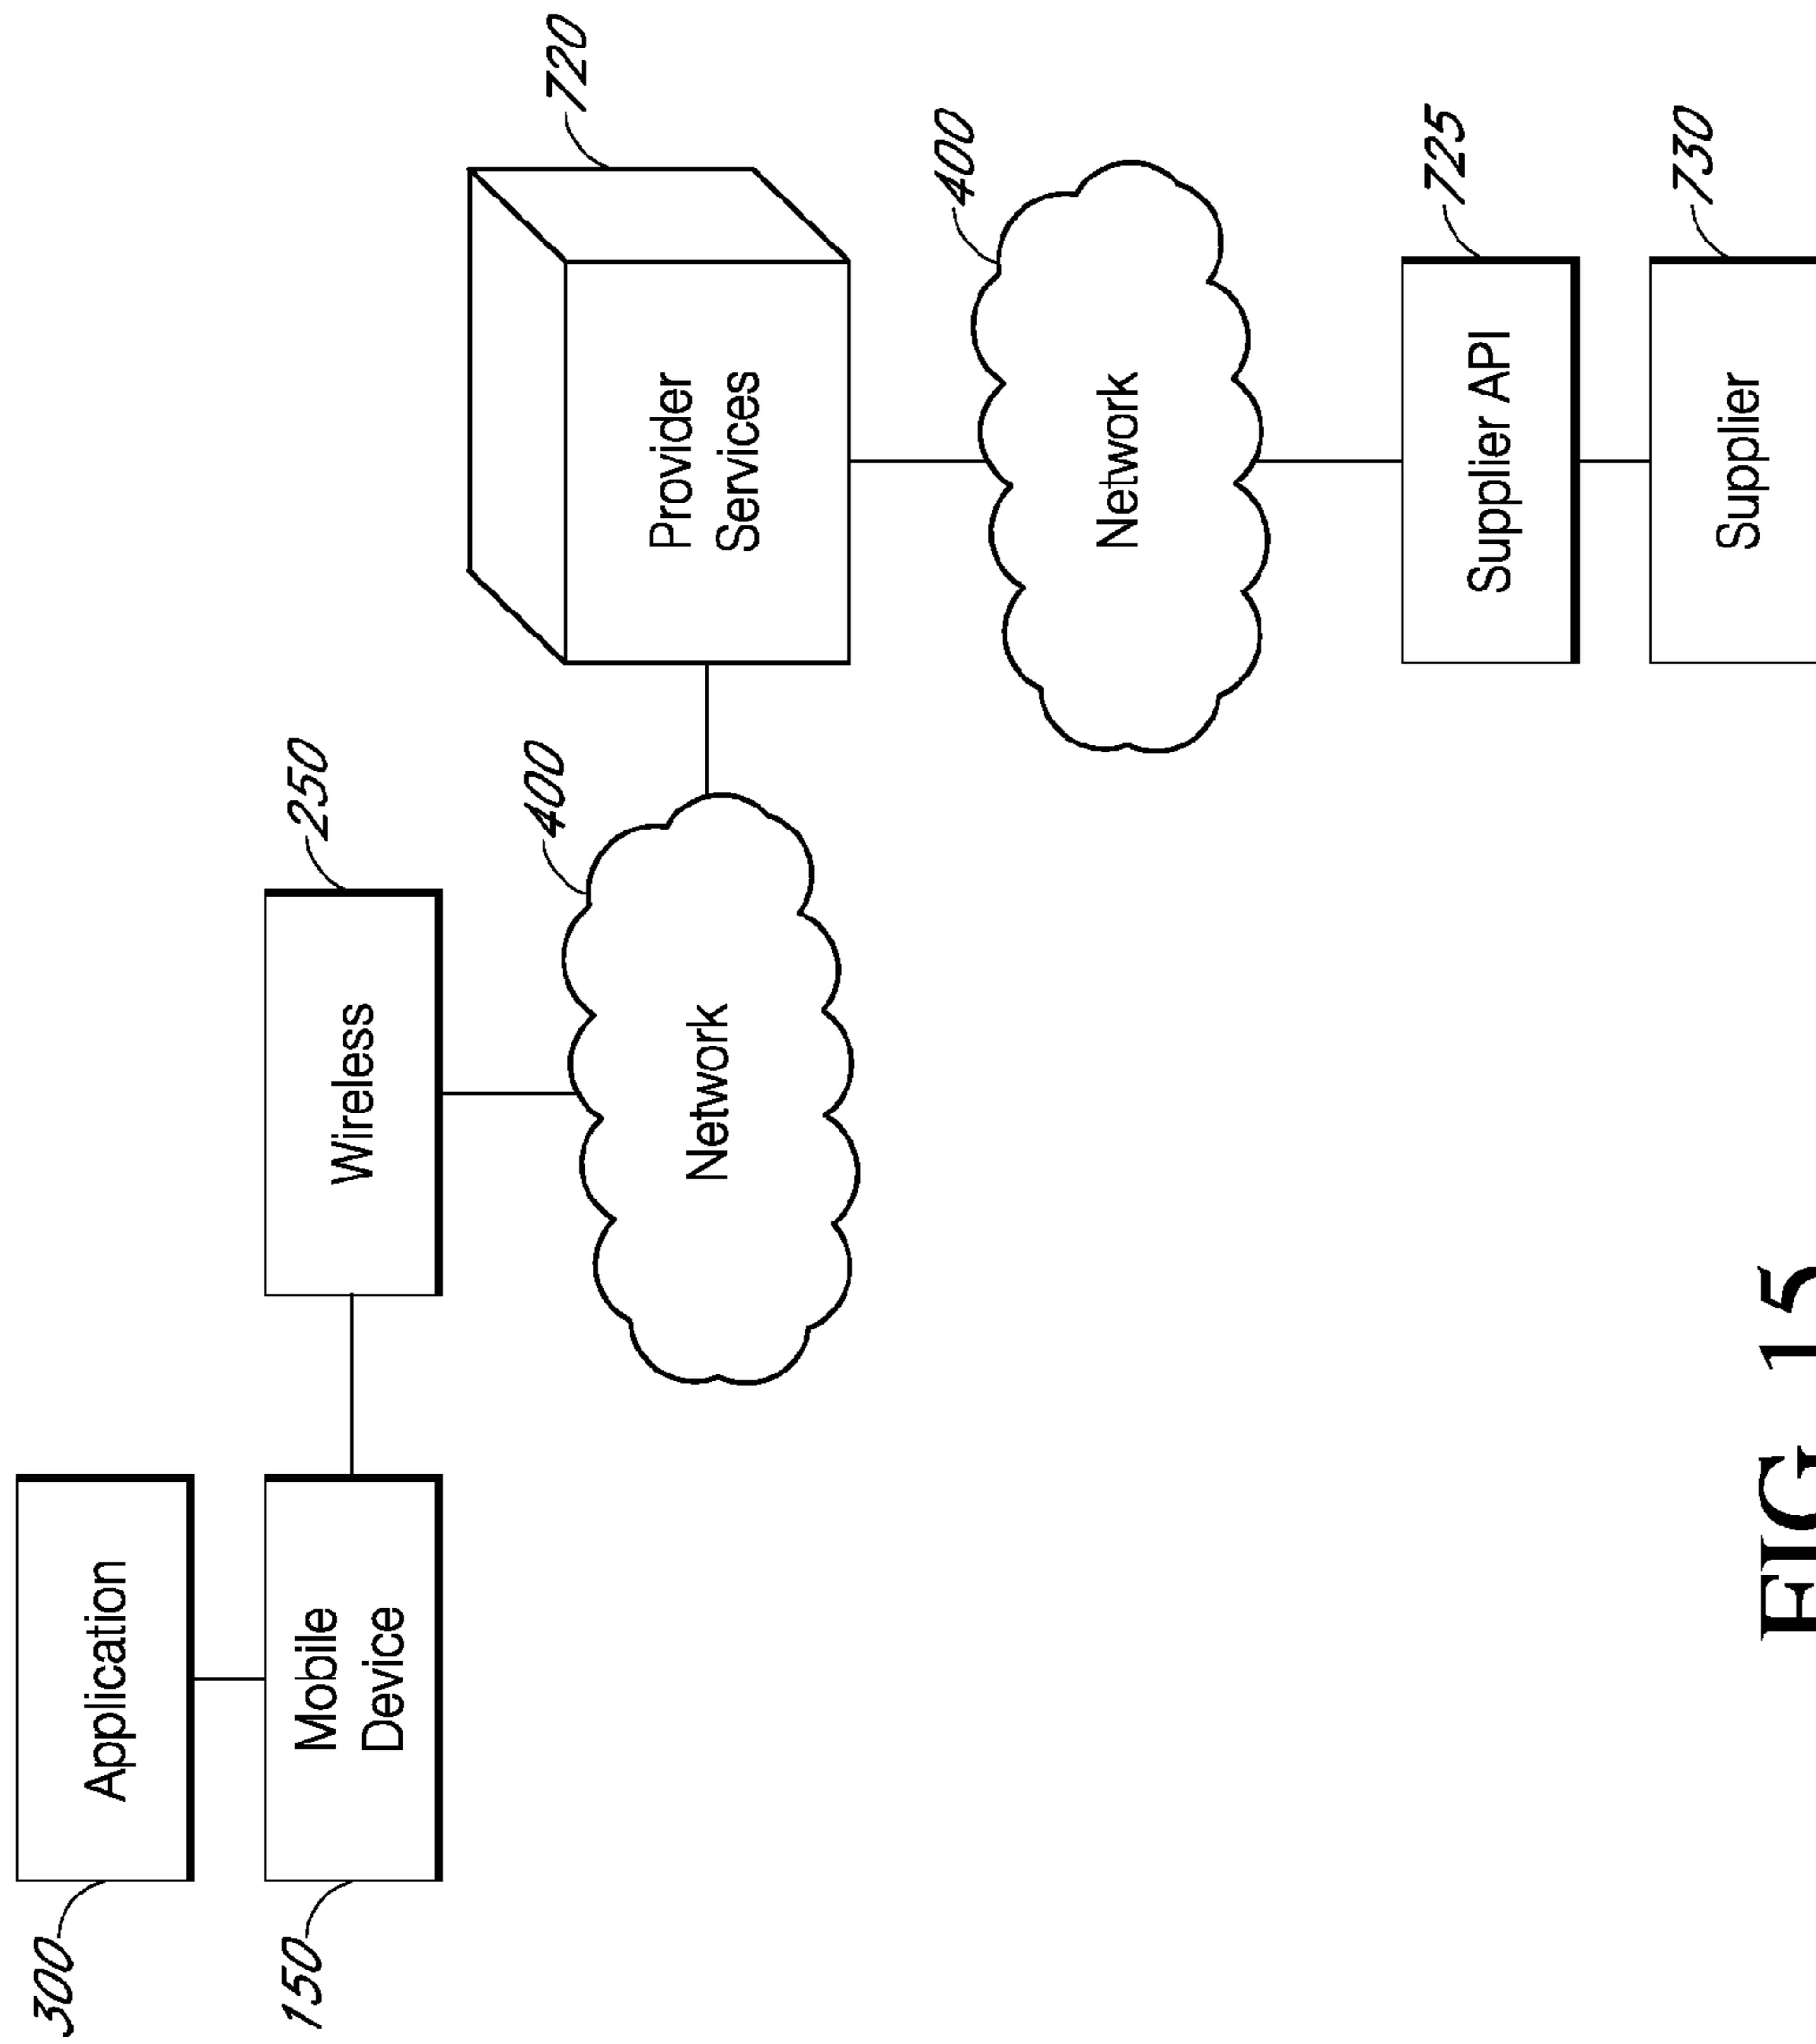 300
Application
150
Mobile
Device
250
Wireless
400
Network
720
Provider
Services
400
Network
725
Supplier API
730
Supplier
FIG. 15